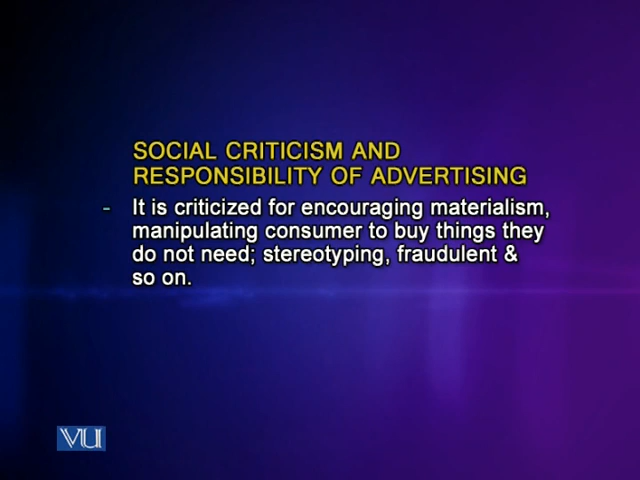 SOCIAL CRITICISM AND
RESPONSIBILITY OF ADVERTISING
- It is criticized for encouraging materialism,
manipulating consumer to buy things they
do not need; stereotyping, fraudulent &
so on.
VU